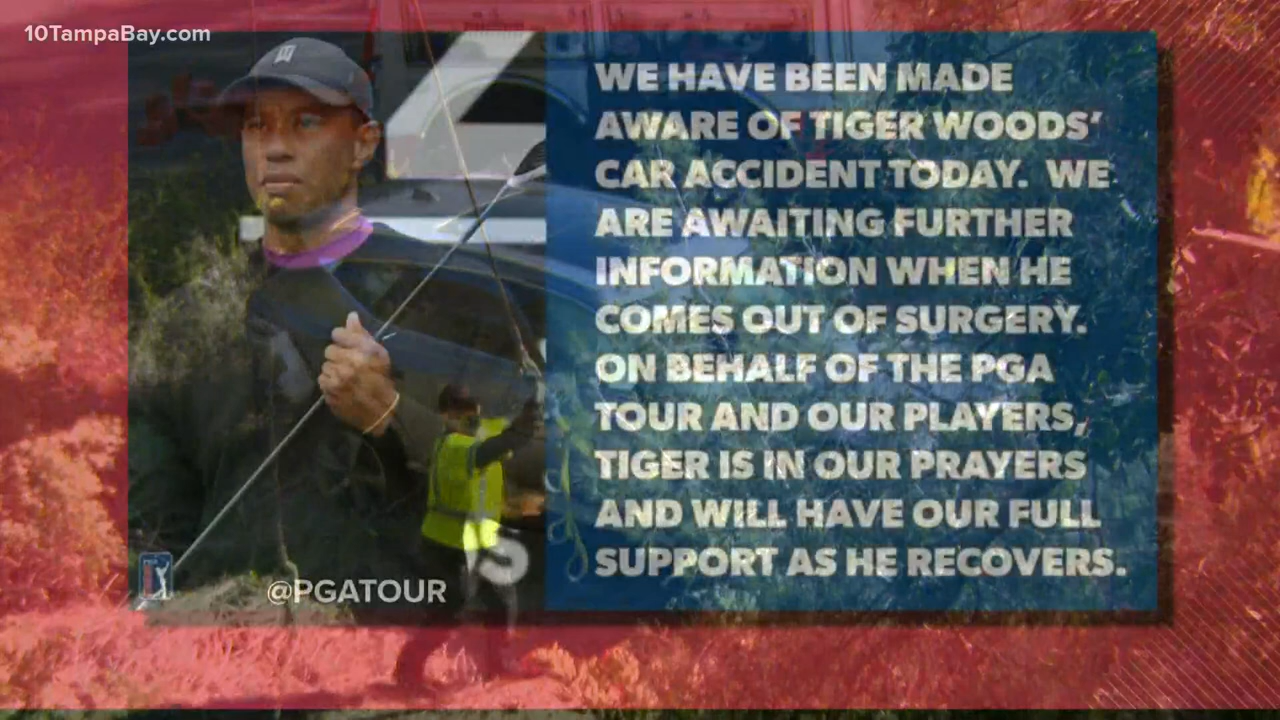 10TampaBay.com
WE HAVE BEEN MADE
AWARE OF TIGER WOODS’
CAR ACCIDENT TODAY. WE
ARE AWAITING FURTHER
INFORMATION WHEN HE
COMES OUT OF SURGERY.
ON BEHALF OF THE PGA
TOUR AND OUR PLAYERS,
TIGER IS IN OUR PRAYERS
AND WILL HAVE OUR FULL
SUPPORT AS HE RECOVERS.
@PGATOUR